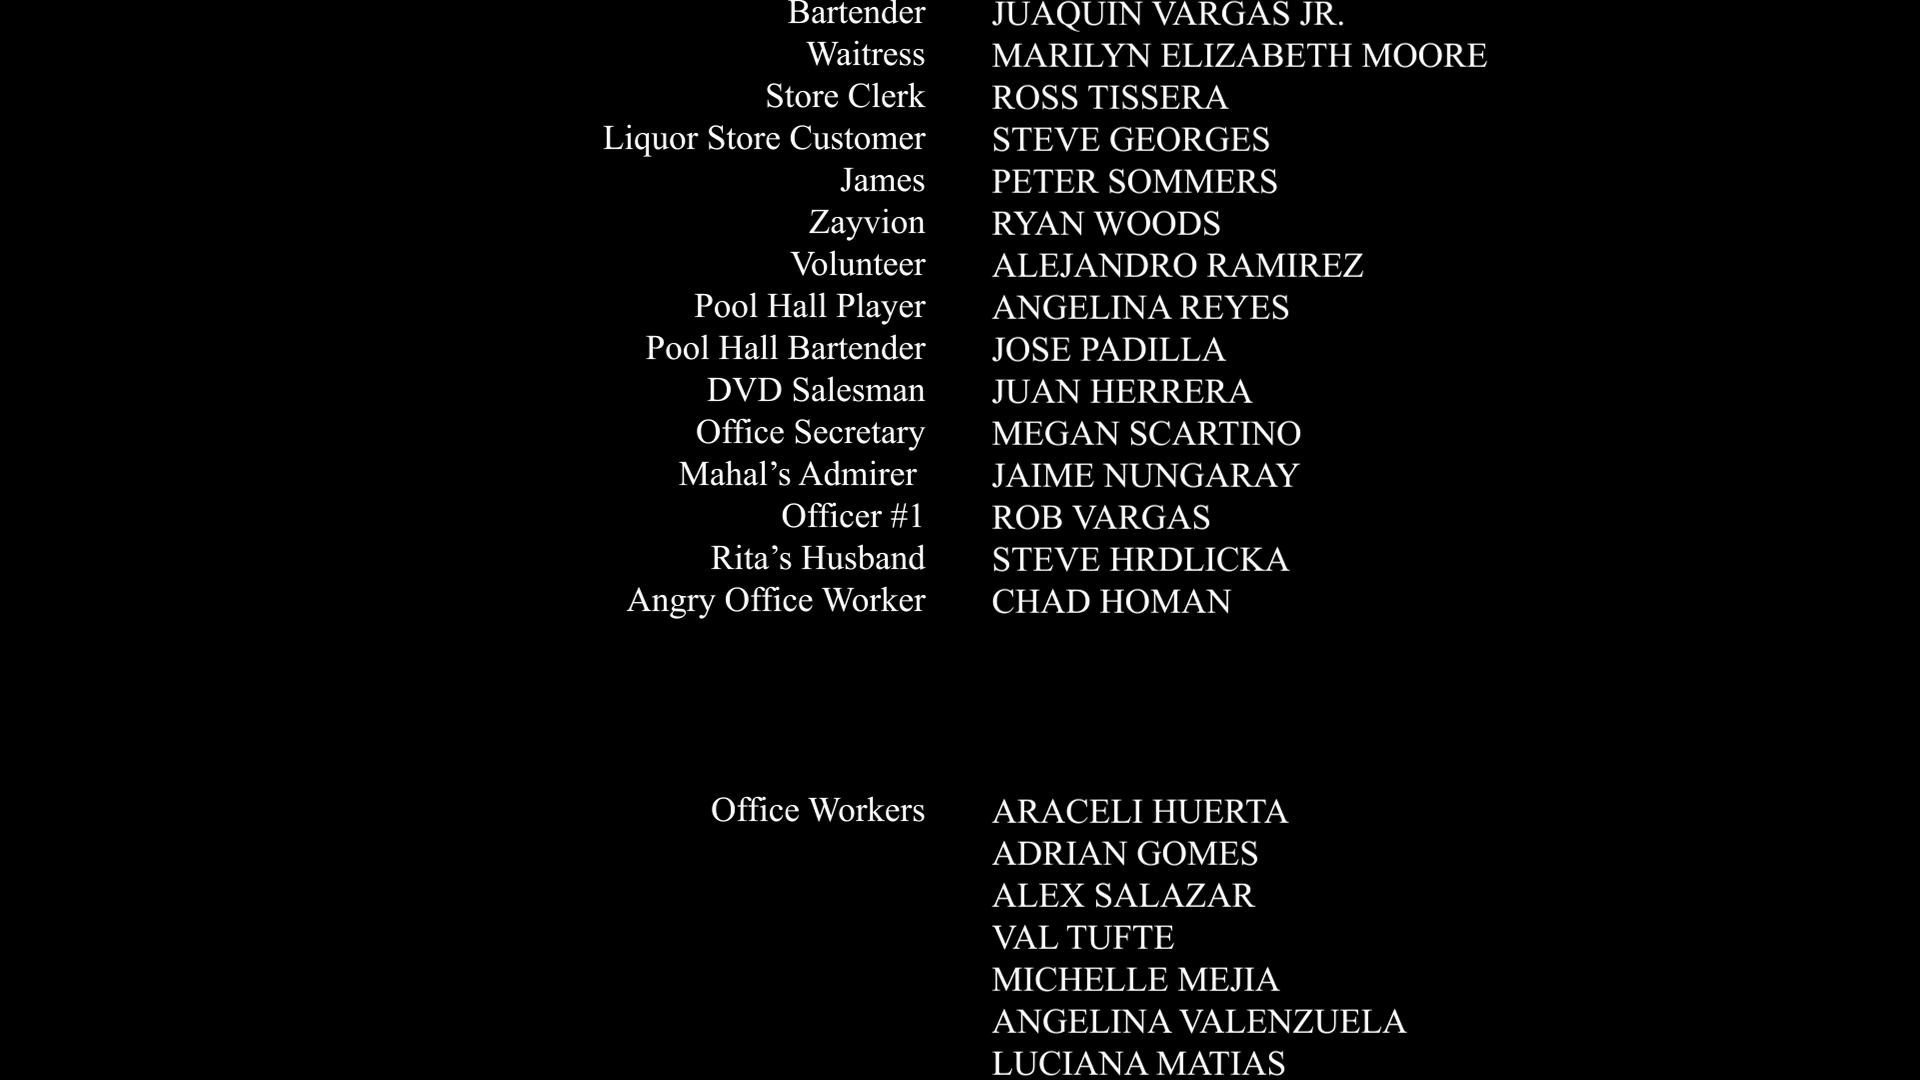 Bartender JUAQUIN VARGAS JR.
Waitress MARILYN ELIZABETH MOORE
Store Clerk ROSS TISSERA
Liquor Store Customer STEVE GEORGES
James PETER SOMMERS
Zayvion RYAN WOODS
Volunteer ALEJANDRO RAMIREZ
Pool Hall Player ANGELINA REYES
Pool Hall Bartender JOSE PADILLA
DVD Salesman JUAN HERRERA
Office Secretary MEGAN SCARTINO
Mahal’s Admirer JAIME NUNGARAY
Officer #1 ROB VARGAS
Rita’s Husband STEVE HRDLICKA
Angry Office Worker CHAD HOMAN
Office Workers ARACELI HUERTA
ADRIAN GOMES
ALEX SALAZAR
VAL TUFTE
MICHELLE MEJIA
ANGELINA VALENZUELA
LUCIANA MATIAS